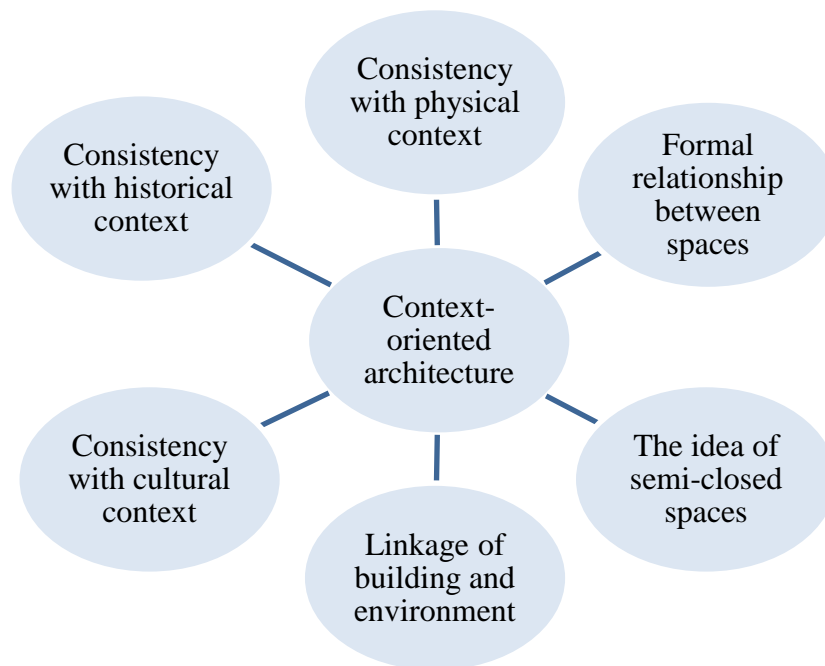 Consistency
with physical
context
Formal
relationship
between
spaces
Consistency
with historical
context
Context-
oriented
architecture
The idea of
semi-closed
spaces
Consistency
with cultural
context
Linkage of
building and
environment